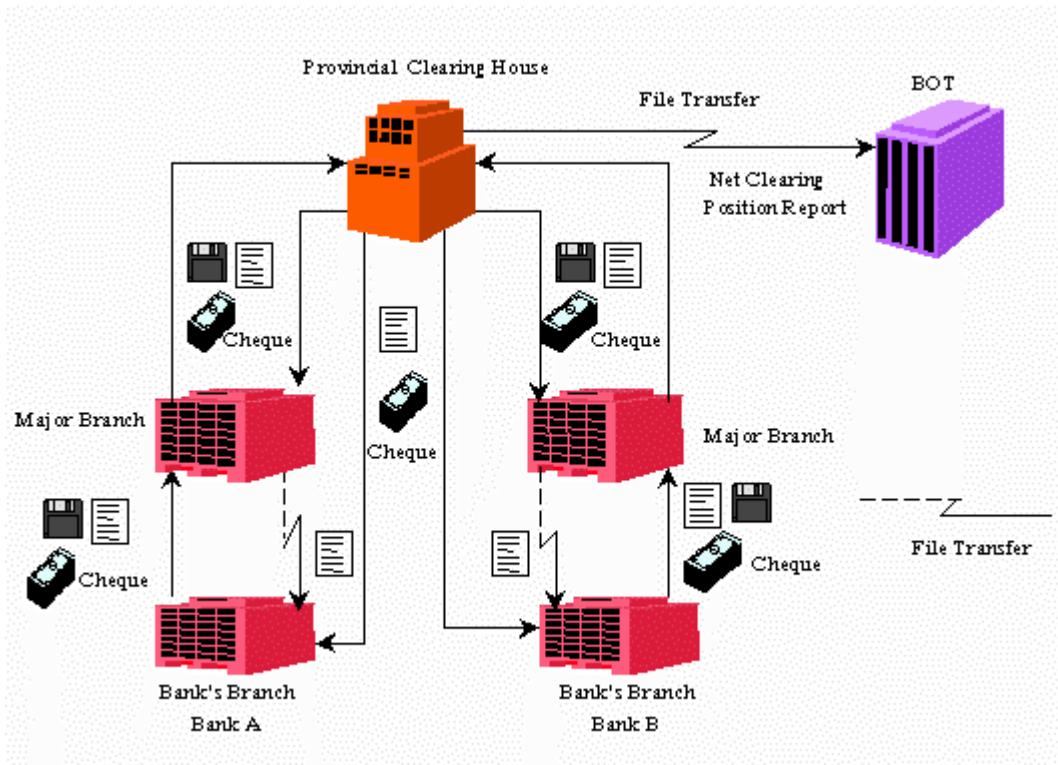 Provincial Clearing House
File Transfer
BOT
Net Clearing
Position Report
Cheque
Cheque
Major Branch
Cheque
Major Branch
Cheque
Cheque
File Transfer
Bank's Branch
Bank A
Bank's Branch
Bank B